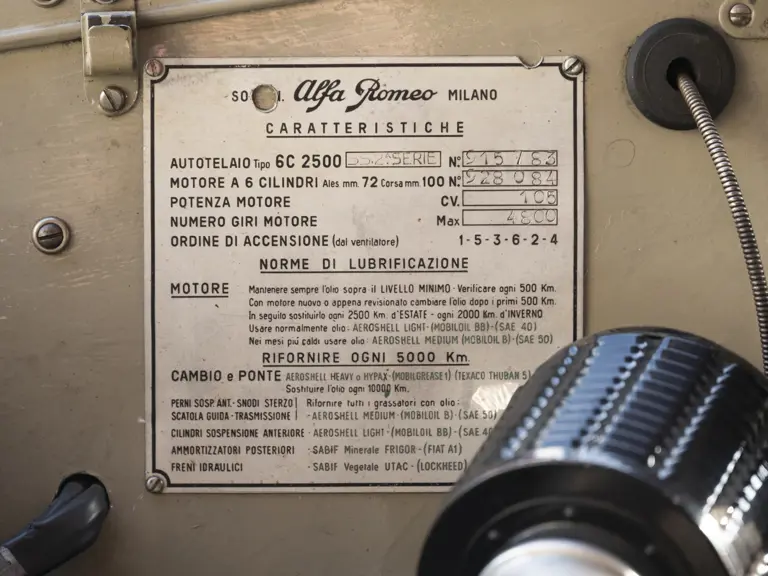 Alfa Romeo MILANO
CARATTERISTICHE
AUTOTELAIO Tipo 6C 2500 SS.2ªSERIE N° 915783
MOTORE A 6 CILINDRI Ales mm. 72 Corsa mm. 100 N° 928084
POTENZA MOTORE CV. 105
NUMERO GIRI MOTORE Max 4800
ORDINE DI ACCENSIONE (dal ventilatore) 1-5-3-6-2-4
NORME DI LUBRIFICAZIONE
MOTORE Mantenere sempre l'olio sopra il LIVELLO MINIMO - Verificare ogni 500 Km.
Con motore nuovo o appena revisionato cambiare l'olio dopo i primi 500 Km.
In seguito sostituirlo ogni 2500 Km. d'ESTATE - ogni 2000 Km. d'INVERNO
Usare normalmente olio: AEROSHELL LIGHT-(MOBILOIL BB)-(SAE 40)
Nei mesi più caldi usare olio: AEROSHELL MEDIUM (MOBILOIL B)-(SAE 50)
RIFORNIRE OGNI 5000 Km.
CAMBIO e PONTE AEROSHELL HEAVY o HYPAX-(MOBILGREASE1) (TEXACO THUBAN 5)
Sostituire l'olio ogni 10000 Km.
PERNI SOSP. ANT.-SNODI STERZO Rifornire tutti i grassatori con olio:
SCATOLA GUIDA-TRASMISSIONE -AEROSHELL MEDIUM-(MOBILOIL B)-(SAE 50)
CILINDRI SOSPENSIONE ANTERIORE -AEROSHELL LIGHT-(MOBILOIL BB)-(SAE 40
AMMORTIZZATORI POSTERIORI -SABIF Minerale FRIGOR-(FIAT A1)
FRENI IDRAULICI -SABIF Vegetale UTAC-(LOCKHEED)